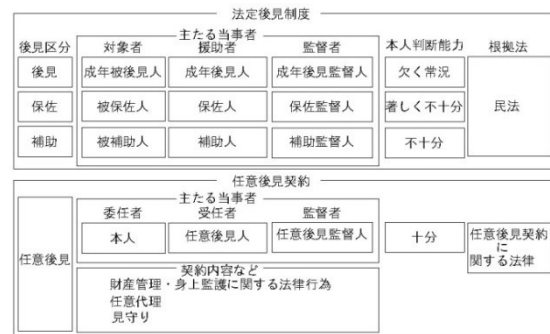 法定後見制度
主たる当事者
後見区分 対象者 援助者 監督者 本人判断能力 根拠法
後見 成年被後見人 成年後見人 成年後見監督人 欠く常況
保佐 被保佐人 保佐人 保佐監督人 著しく不十分 民法
補助 被補助人 補助人 補助監督人 不十分
任意後見契約
主たる当事者
委任者 受任者 監督者
任意後見 本人 任意後見人 任意後見監督人 十分 任意後見契約
に
関する法律
契約内容など
財産管理・身上監護に関する法律行為
任意代理
見守り